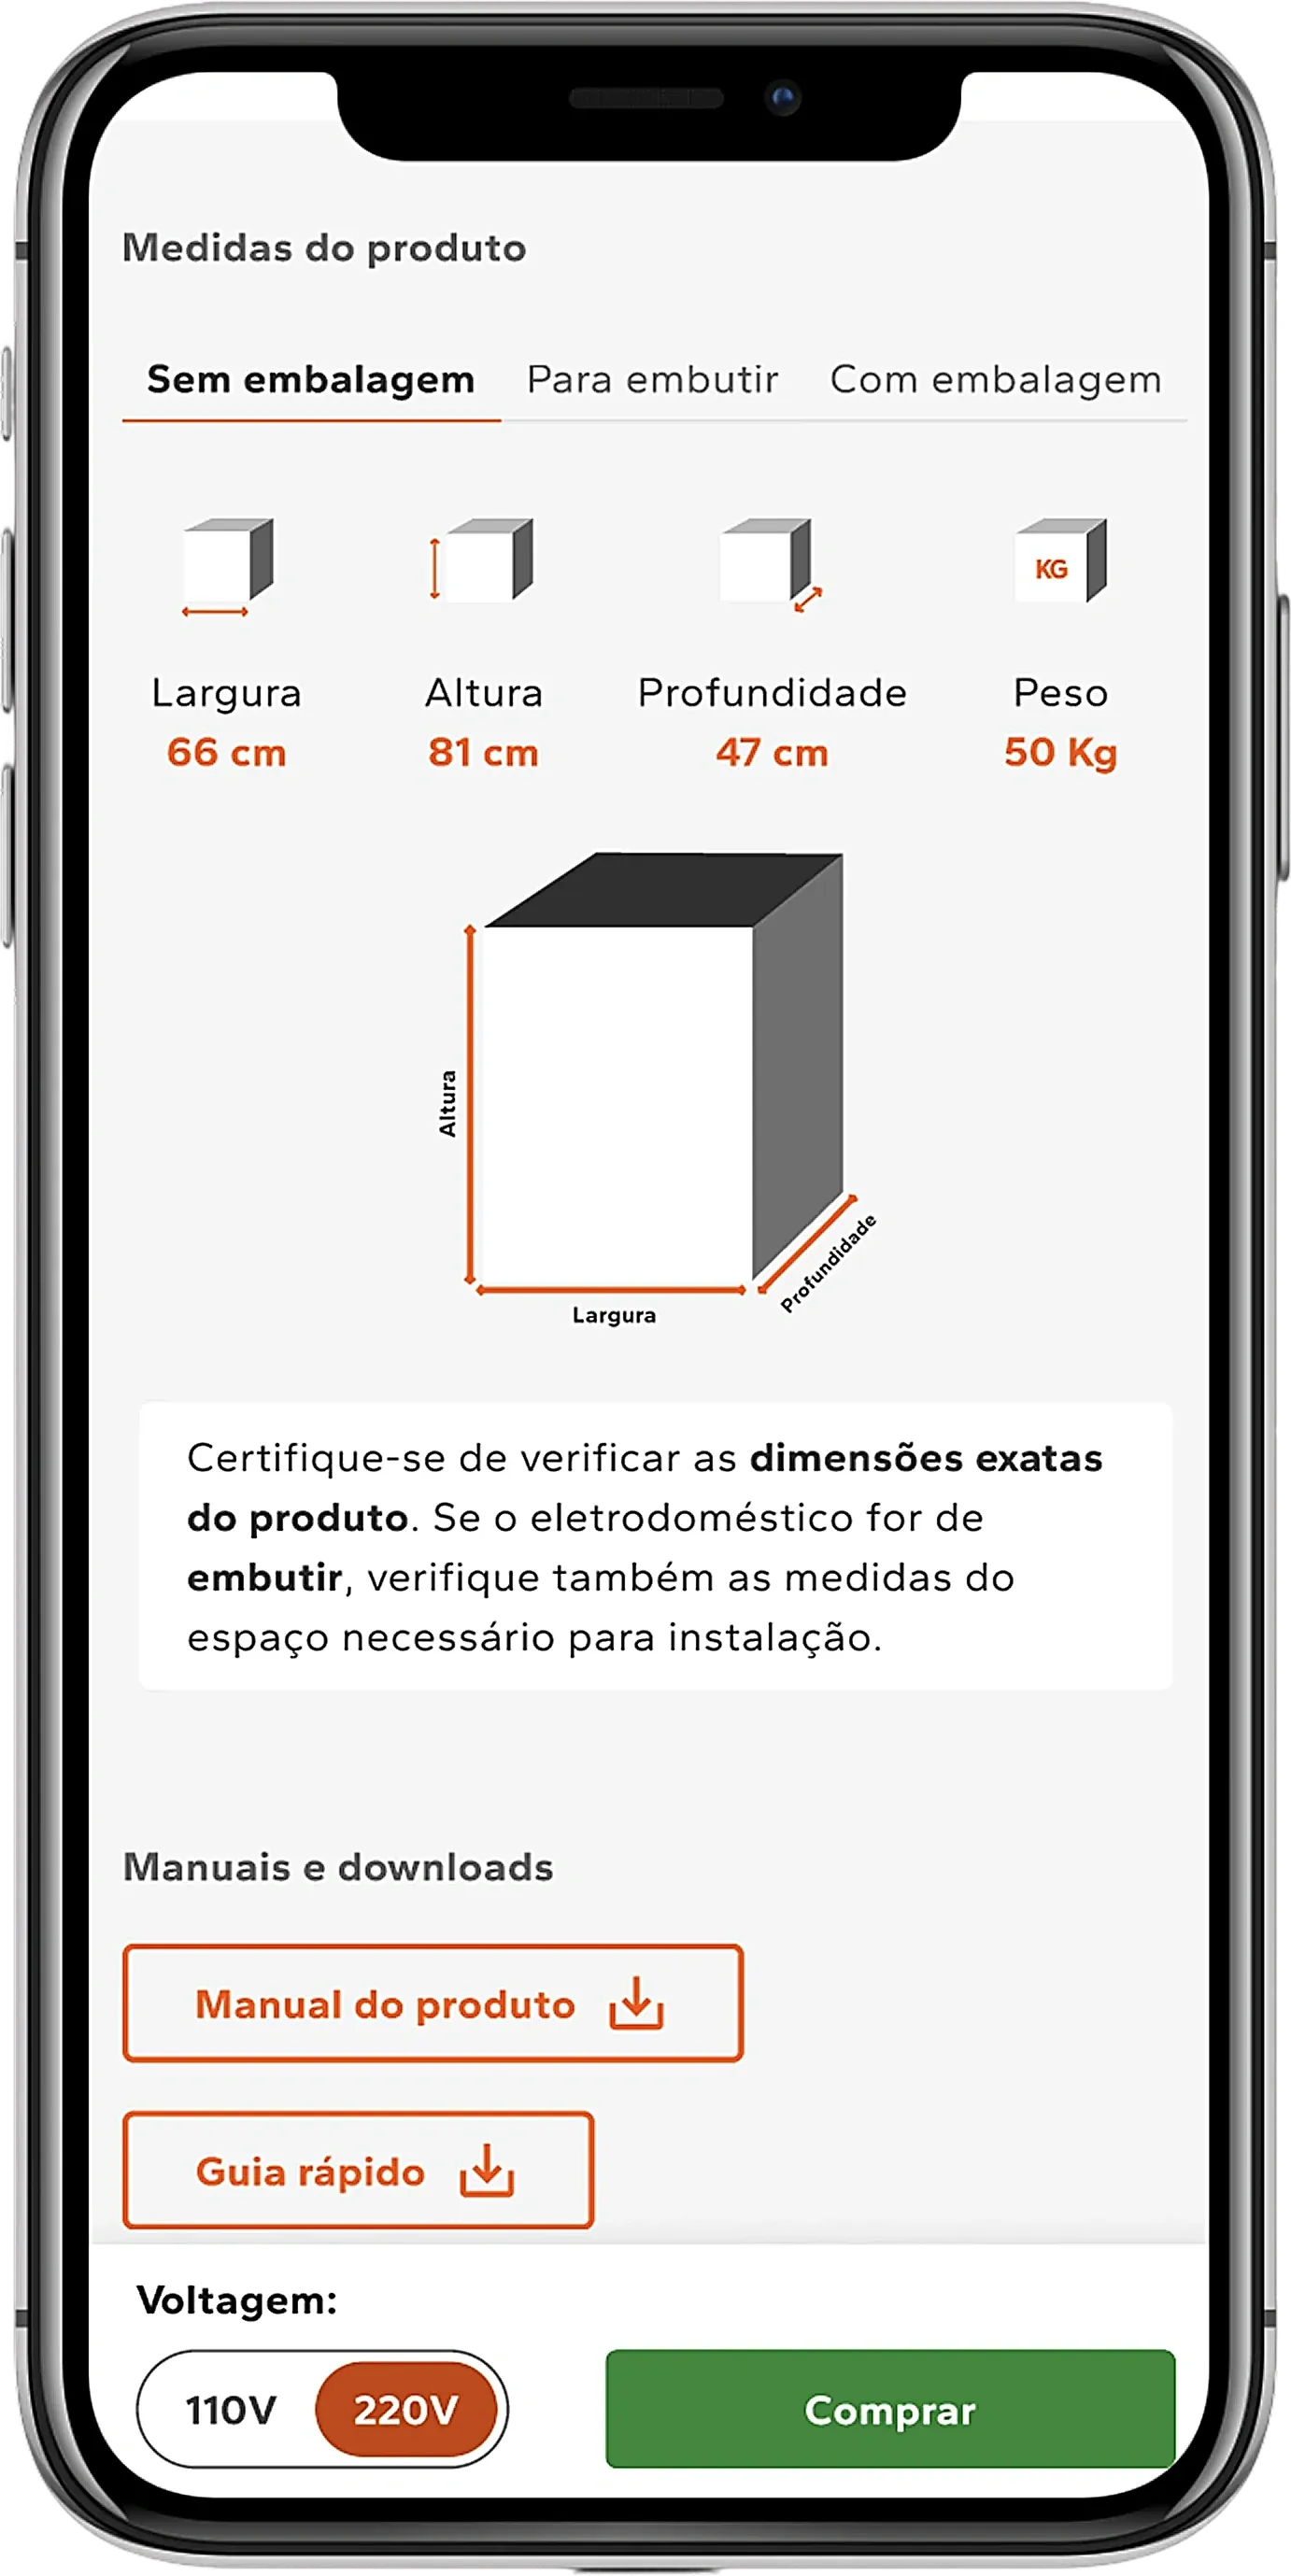 Medidas do produto
Sem embalagem Para embutir Com embalagem
KG
Largura Altura Profundidade Peso
66 cm 81 cm 47 cm 50 Kg
Altura
Profundidade
Largura
Certifique-se de verificar as dimensões exatas
do produto. Se o eletrodoméstico for de
embutir, verifique também as medidas do
espaço necessário para instalação.
Manuais e downloads
Manual do produto
Guia rápido
Voltagem:
110V 220V Comprar